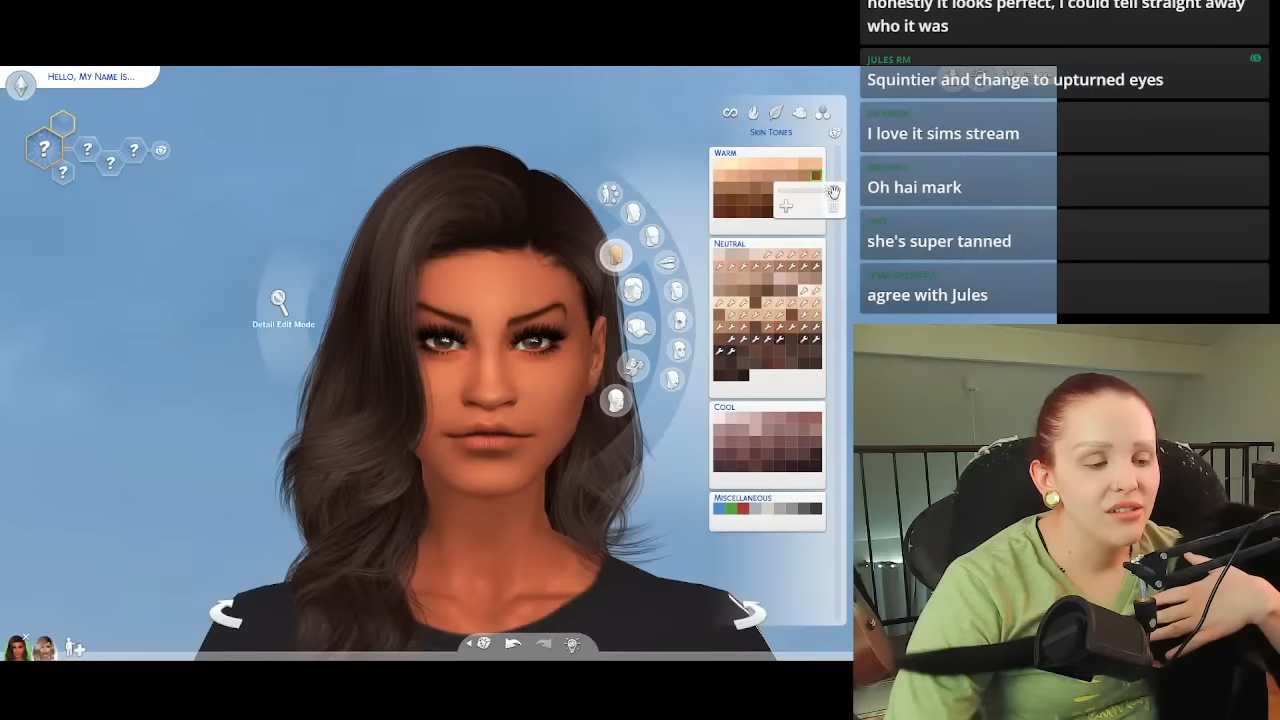 honestly it looks perfect, I could tell straight away
who it was
JULES RM
Squintier and change to upturned eyes
I love it sims stream
Oh hai mark
she's super tanned
agree with Jules
Hello, My Name Is...
? ? ? ? ?
Detail Edit Mode
Skin Tones
Warm
Neutral
Cool
Miscellaneous